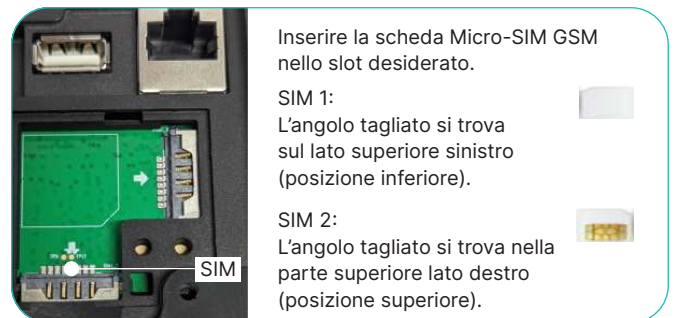 Inserire la scheda Micro-SIM GSM
nello slot desiderato.
SIM 1:
L’angolo tagliato si trova
sul lato superiore sinistro
(posizione inferiore).
SIM 2:
L’angolo tagliato si trova nella
parte superiore lato destro
(posizione superiore).
SIM